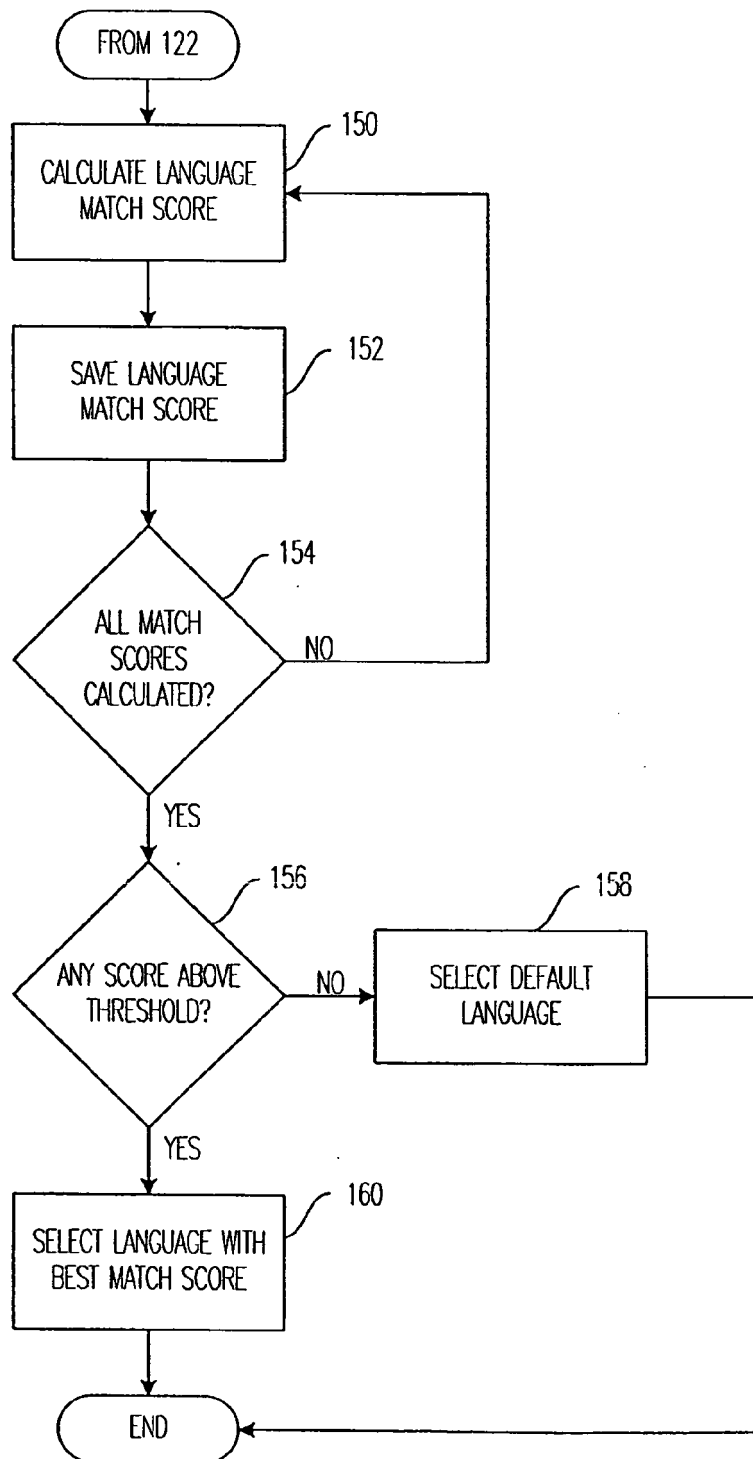 FROM 122
150
CALCULATE LANGUAGE
MATCH SCORE
152
SAVE LANGUAGE
MATCH SCORE
154
ALL MATCH
SCORES
CALCULATED?
NO
YES
156
158
ANY SCORE ABOVE
THRESHOLD?
NO
SELECT DEFAULT
LANGUAGE
YES
160
SELECT LANGUAGE WITH
BEST MATCH SCORE
END